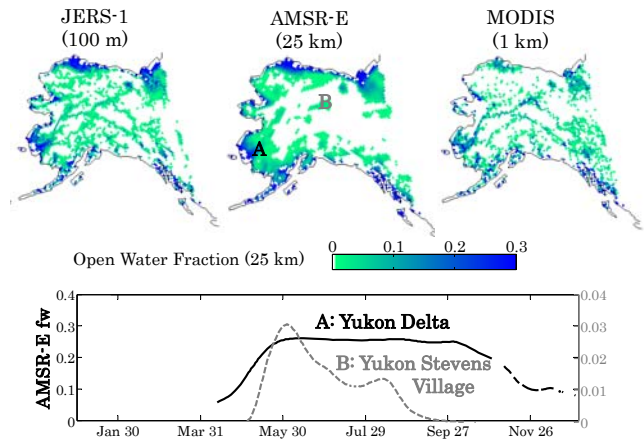 JERS-1 AMSR-E MODIS
(100 m) (25 km) (1 km)
B
A
Open Water Fraction (25 km)
0 0.1 0.2 0.3
AMSR-E fw
0.4 0.04
0.3 0.03
0.2 0.02
0.1 0.01
0 0
A: Yukon Delta
B: Yukon Stevens
Village
Jan 30 Mar 31 May 30 Jul 29 Sep 27 Nov 26